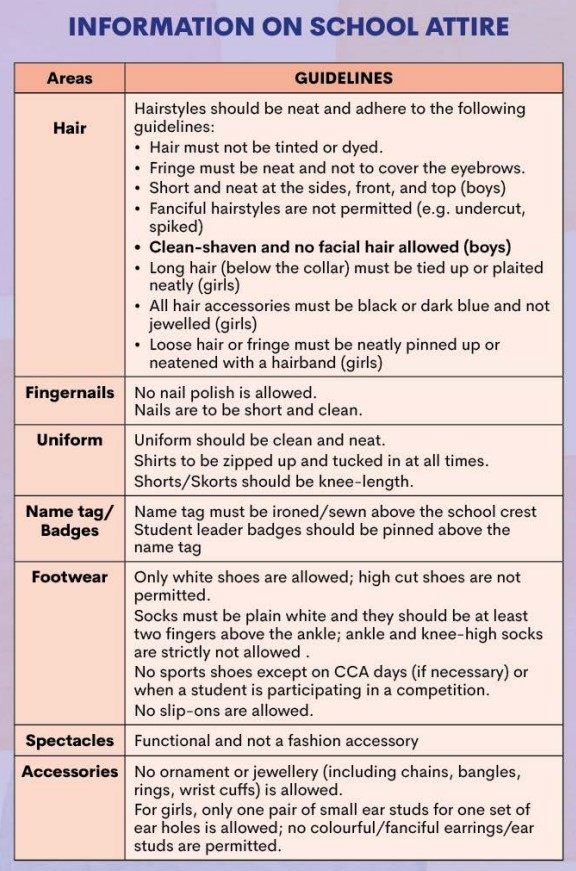 INFORMATION ON SCHOOL ATTIRE
Areas
GUIDELINES
Hair
Hairstyles should be neat and adhere to the following
guidelines:
• Hair must not be tinted or dyed.
• Fringe must be neat and not to cover the eyebrows.
• Short and neat at the sides, front, and top (boys)
• Fanciful hairstyles are not permitted (e.g. undercut,
spiked)
• Clean-shaven and no facial hair allowed (boys)
• Long hair (below the collar) must be tied up or plaited
neatly (girls)
• All hair accessories must be black or dark blue and not
jewelled (girls)
• Loose hair or fringe must be neatly pinned up or
neatened with a hairband (girls)
Fingernails
No nail polish is allowed.
Nails are to be short and clean.
Uniform
Uniform should be clean and neat.
Shirts to be zipped up and tucked in at all times.
Shorts/Skorts should be knee-length.
Name tag/
Badges
Name tag must be ironed/sewn above the school crest
Student leader badges should be pinned above the
name tag
Footwear
Only white shoes are allowed; high cut shoes are not
permitted.
Socks must be plain white and they should be at least
two fingers above the ankle; ankle and knee-high socks
are strictly not allowed .
No sports shoes except on CCA days (if necessary) or
when a student is participating in a competition.
No slip-ons are allowed.
Spectacles
Functional and not a fashion accessory
Accessories
No ornament or jewellery (including chains, bangles,
rings, wrist cuffs) is allowed.
For girls, only one pair of small ear studs for one set of
ear holes is allowed; no colourful/fanciful earrings/ear
studs are permitted.